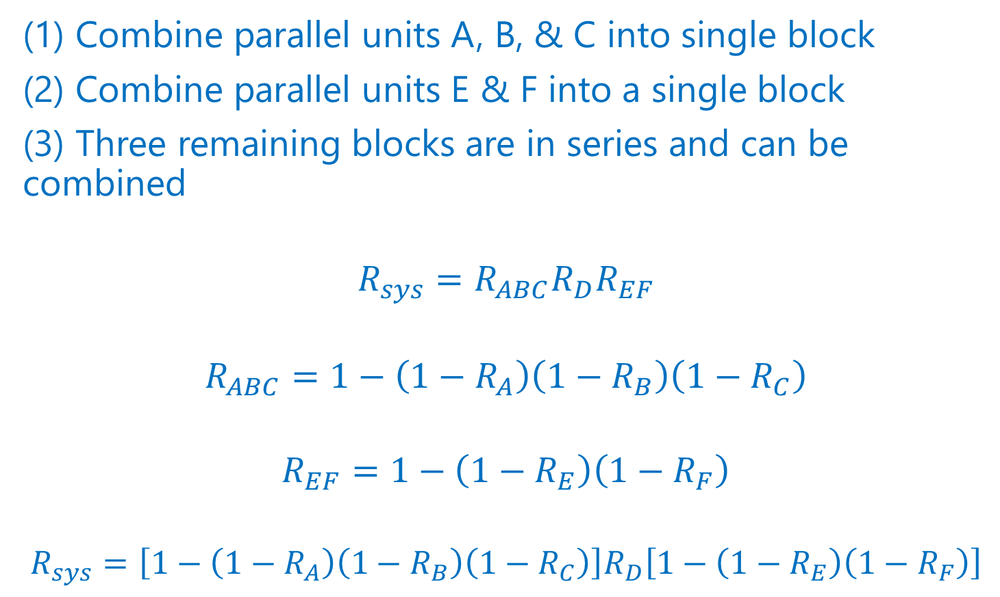 (1) Combine parallel units A, B, & C into single block
(2) Combine parallel units E & F into a single block
(3) Three remaining blocks are in series and can be
combined
R_{sys} = R_{ABC}R_DR_{EF}
R_{ABC} = 1 − (1 − R_A)(1 − R_B)(1 − R_C)
R_{EF} = 1 − (1 − R_E)(1 − R_F)
R_{sys} = [1 − (1 − R_A)(1 − R_B)(1 − R_C)]R_D[1 − (1 − R_E)(1 − R_F)]